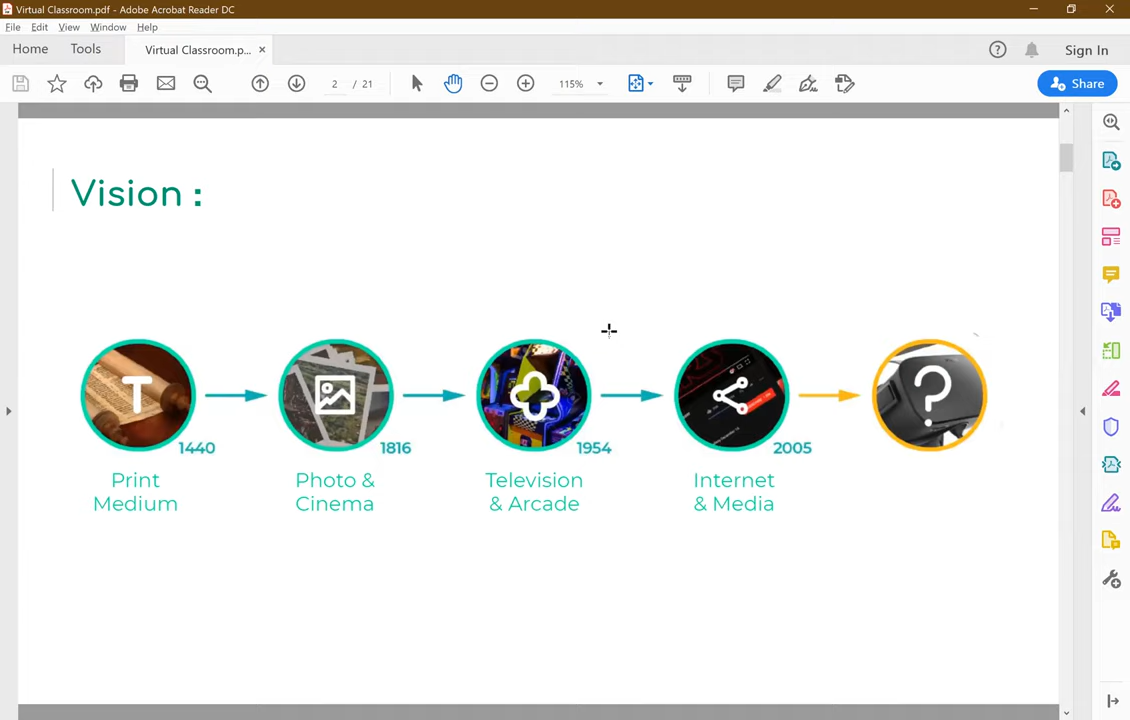 Virtual Classroom.pdf - Adobe Acrobat Reader DC
File Edit View Window Help
Home Tools Virtual Classroom.p... Sign In
2 / 21 115% Share
Vision :
T ?
1440 1816 1954 2005
Print Medium
Photo & Cinema
Television & Arcade
Internet & Media